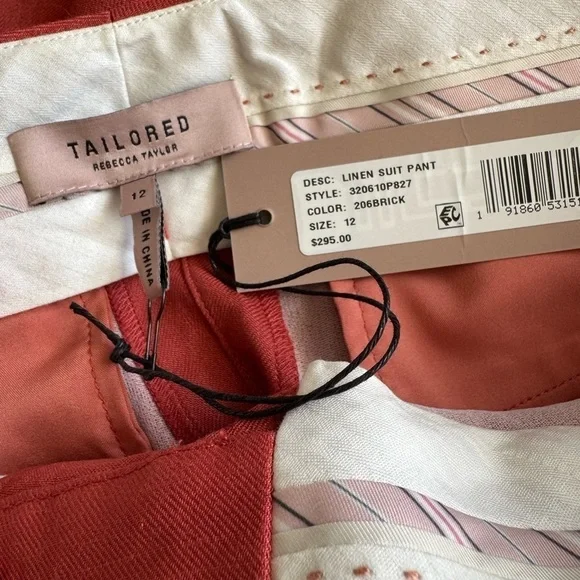 TAILORED
REBECCA TAYLOR
12
DE IN CHINA
DESC: LINEN SUIT PANT
STYLE: 320610P827
COLOR: 206BRICK
SIZE: 12
$295.00
EPC
1 91860 5315